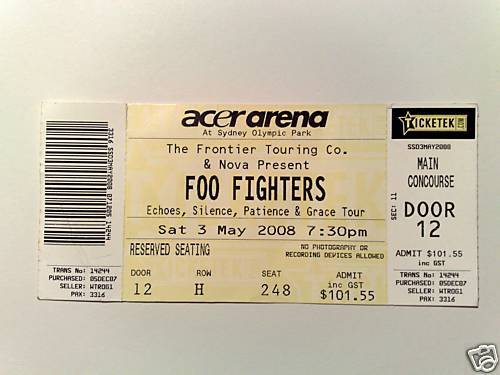 acer arena
At Sydney Olympic Park
The Frontier Touring Co.
& Nova Present
FOO FIGHTERS
Echoes, Silence, Patience & Grace Tour
Sat 3 May 2008 7:30pm
RESERVED SEATING
NO PHOTOGRAPHY OR
RECORDING DEVICES ALLOWED
DOOR ROW SEAT ADMIT
12 H 248 inc GST
$101.55
TRANS No: 14244
PURCHASED: 05DEC07
SELLER: WTROG1
PAX: 3316
TICKETEK
SSO3MAY2008
MAIN
CONCOURSE
SEC: 11
DOOR
12
ADMIT $101.55
inc GST
TRANS No: 14244
PURCHASED: 05DEC07
SELLER: WTROG1
PAX: 3316